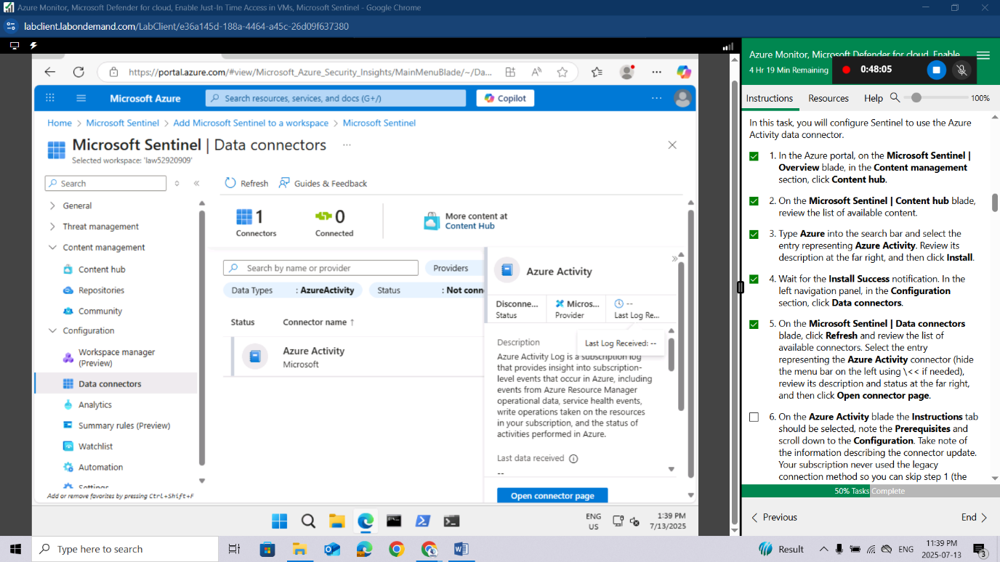 Azure Monitor, Microsoft Defender for cloud, Enable Just-In Time Access in VMs, Microsoft Sentinel - Google Chrome
labclient.labondemand.com/LabClient/e36a145d-188a-4464-a45c-26d09f637380
https://portal.azure.com/#view/Microsoft_Azure_Security_Insights/MainMenuBlade/~/Da...
Microsoft Azure
Search resources, services, and docs (G+/)
Copilot
Home > Microsoft Sentinel > Add Microsoft Sentinel to a workspace > Microsoft Sentinel
Microsoft Sentinel | Data connectors
Selected workspace: 'law52920909'
Search
General
Threat management
Content management
Content hub
Repositories
Community
Configuration
Workspace manager
(Preview)
Data connectors
Analytics
Summary rules (Preview)
Watchlist
Automation
Settings
Add or remove favorites by pressing Ctrl+Shift+F
Refresh
Guides & Feedback
1
Connectors
0
Connected
More content at
Content Hub
Search by name or provider
Providers
Data Types : AzureActivity
Status : Not conn
Status
Connector name ↑
Azure Activity
Microsoft
Azure Activity
Disconne...
Status
Micros...
Provider
--
Last Log Re...
Last Log Received: --
Description
Azure Activity Log is a subscription log
that provides insight into subscription-
level events that occur in Azure, including
events from Azure Resource Manager
operational data, service health events,
write operations taken on the resources
in your subscription, and the status of
activities performed in Azure.
Last data received
--
Open connector page
ENG
US
1:39 PM
7/13/2025
Azure Monitor, Microsoft Defender for cloud, Enable
4 Hr 19 Min Remaining
0:48:05
Instructions
Resources
Help
100%
In this task, you will configure Sentinel to use the Azure
Activity data connector.
1. In the Azure portal, on the Microsoft Sentinel |
Overview blade, in the Content management
section, click Content hub.
2. On the Microsoft Sentinel | Content hub blade,
review the list of available content.
3. Type Azure into the search bar and select the
entry representing Azure Activity. Review its
description at the far right, and then click Install.
4. Wait for the Install Success notification. In the
left navigation panel, in the Configuration
section, click Data connectors.
5. On the Microsoft Sentinel | Data connectors
blade, click Refresh and review the list of
available connectors. Select the entry
representing the Azure Activity connector (hide
the menu bar on the left using \<< if needed),
review its description and status at the far right,
and then click Open connector page.
6. On the Azure Activity blade the Instructions tab
should be selected, note the Prerequisites and
scroll down to the Configuration. Take note of
the information describing the connector update.
Your subscription never used the legacy
connection method so you can skip step 1 (the
50% Tasks Complete
Previous
End
Type here to search
Result
ENG
11:39 PM
2025-07-13
3